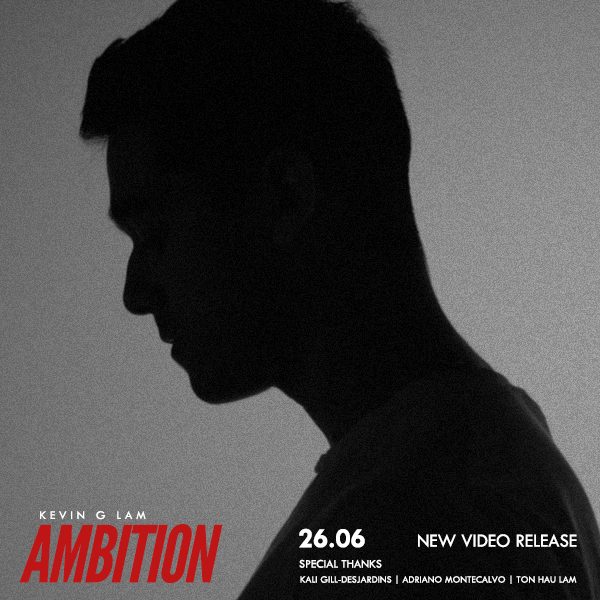 KEVIN G LAM
AMBITION
26.06 NEW VIDEO RELEASE
SPECIAL THANKS
KALI GILL-DESJARDINS | ADRIANO MONTECALVO | TON HAU LAM